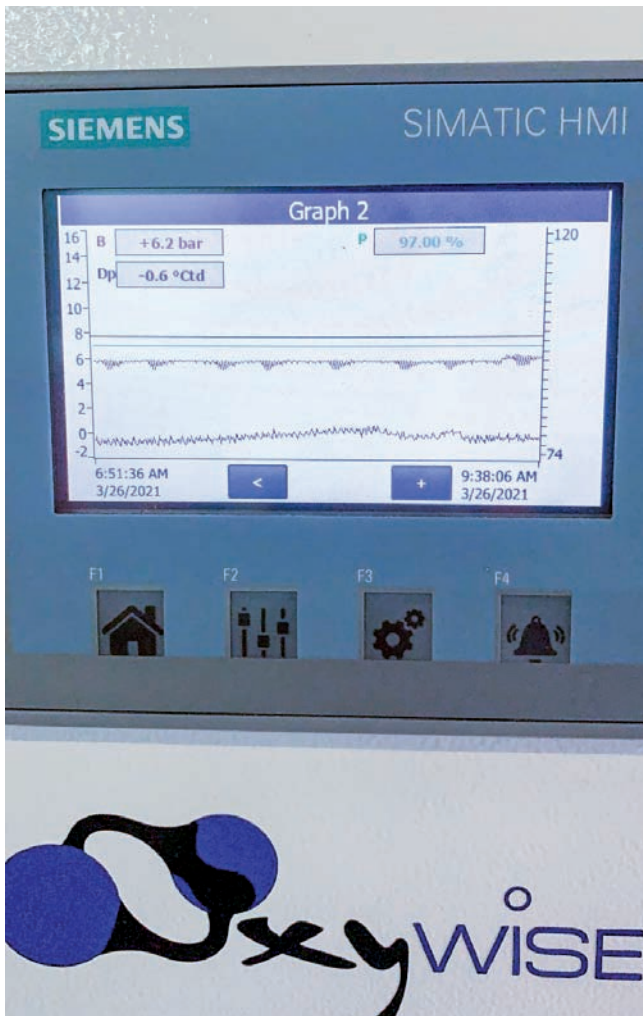 SIEMENS
SIMATIC HMI
Graph 2
16
B
+6.2 bar
P
97.00 %
120
14
Dp
-0.6 °Ctd
12
10
8
6
4
2
0
-2
74
6:51:36 AM
3/26/2021
<
+
9:38:06 AM
3/26/2021
F1
F2
F3
F4
OxyWiSE